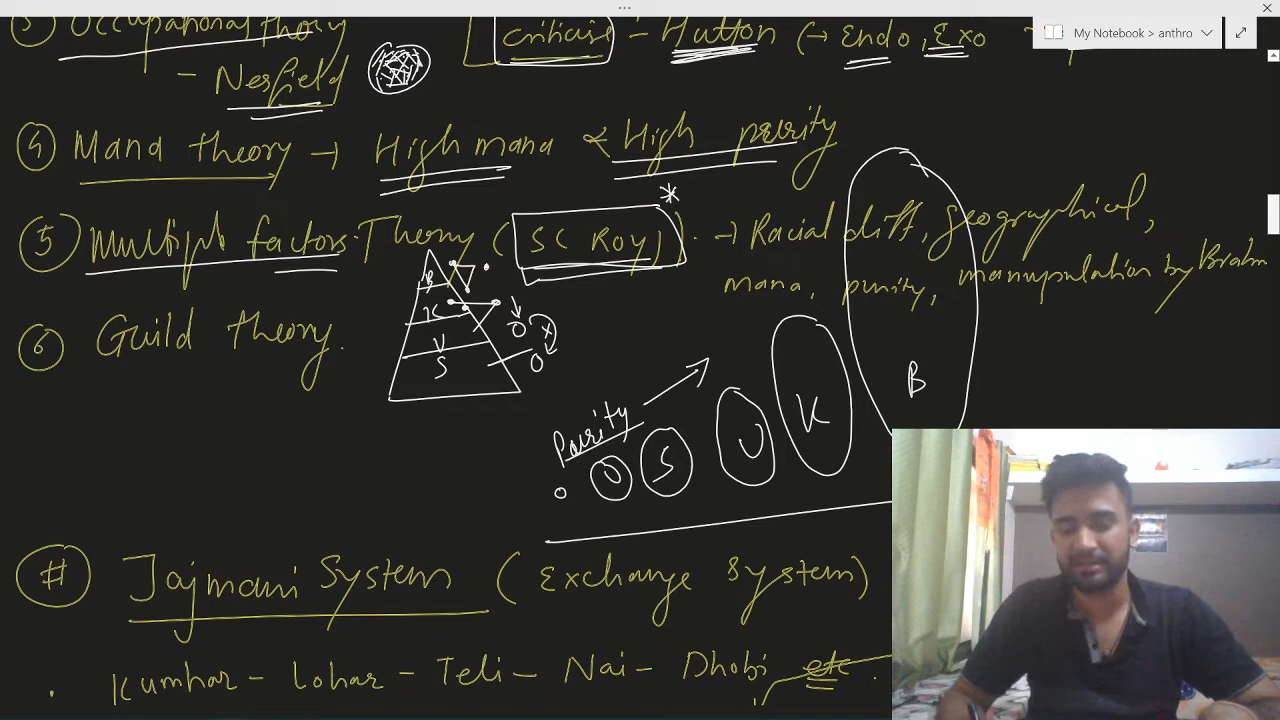 ③ Occupational theory
- Nesfield
criticise - Hutton (→ Endo, Exo
My Notebook > anthro
④ Mana theory → High mana ∝ High purity
⑤ Multiple factors Theory (SC Roy) → Racial diff, geographical,
mana, purity, manupulation by Brahm
⑥ Guild theory.
B
K
V
S
O
O
Purity
O S V K B
# Jajmani System (Exchange System)
Kumhar - Lohar - Teli - Nai - Dhobi etc.